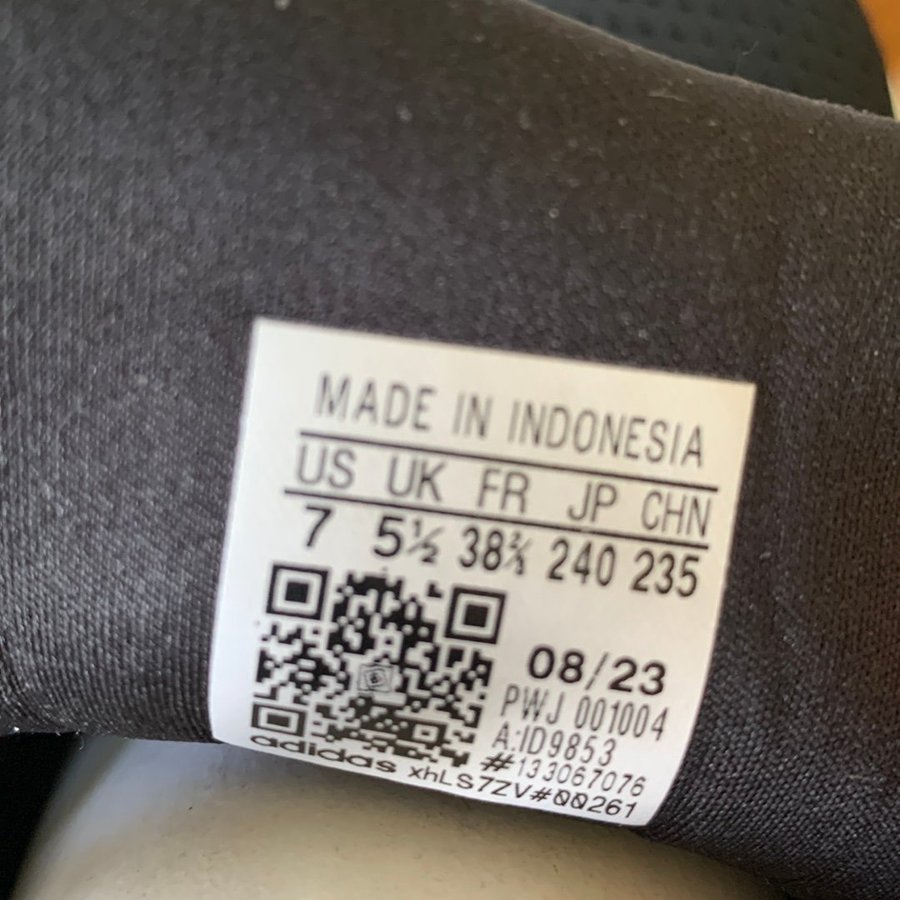 MADE IN INDONESIA
US UK FR JP CHN
7 5½ 38⅔ 240 235
08/23
PWJ 001004
A:ID9853
#133067076
adidas xhLS7ZV#00261